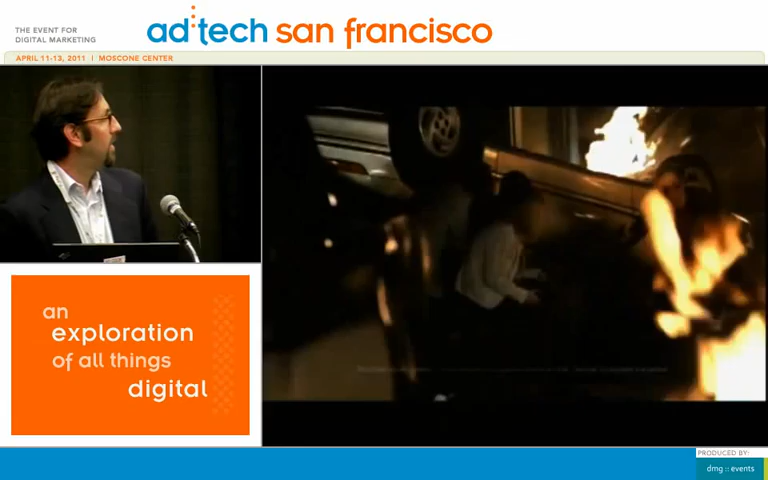 THE EVENT FOR
DIGITAL MARKETING
ad:tech san francisco
APRIL 11-13, 2011 | MOSCONE CENTER
an
exploration
of all things
digital
PRODUCED BY:
dmg :: events